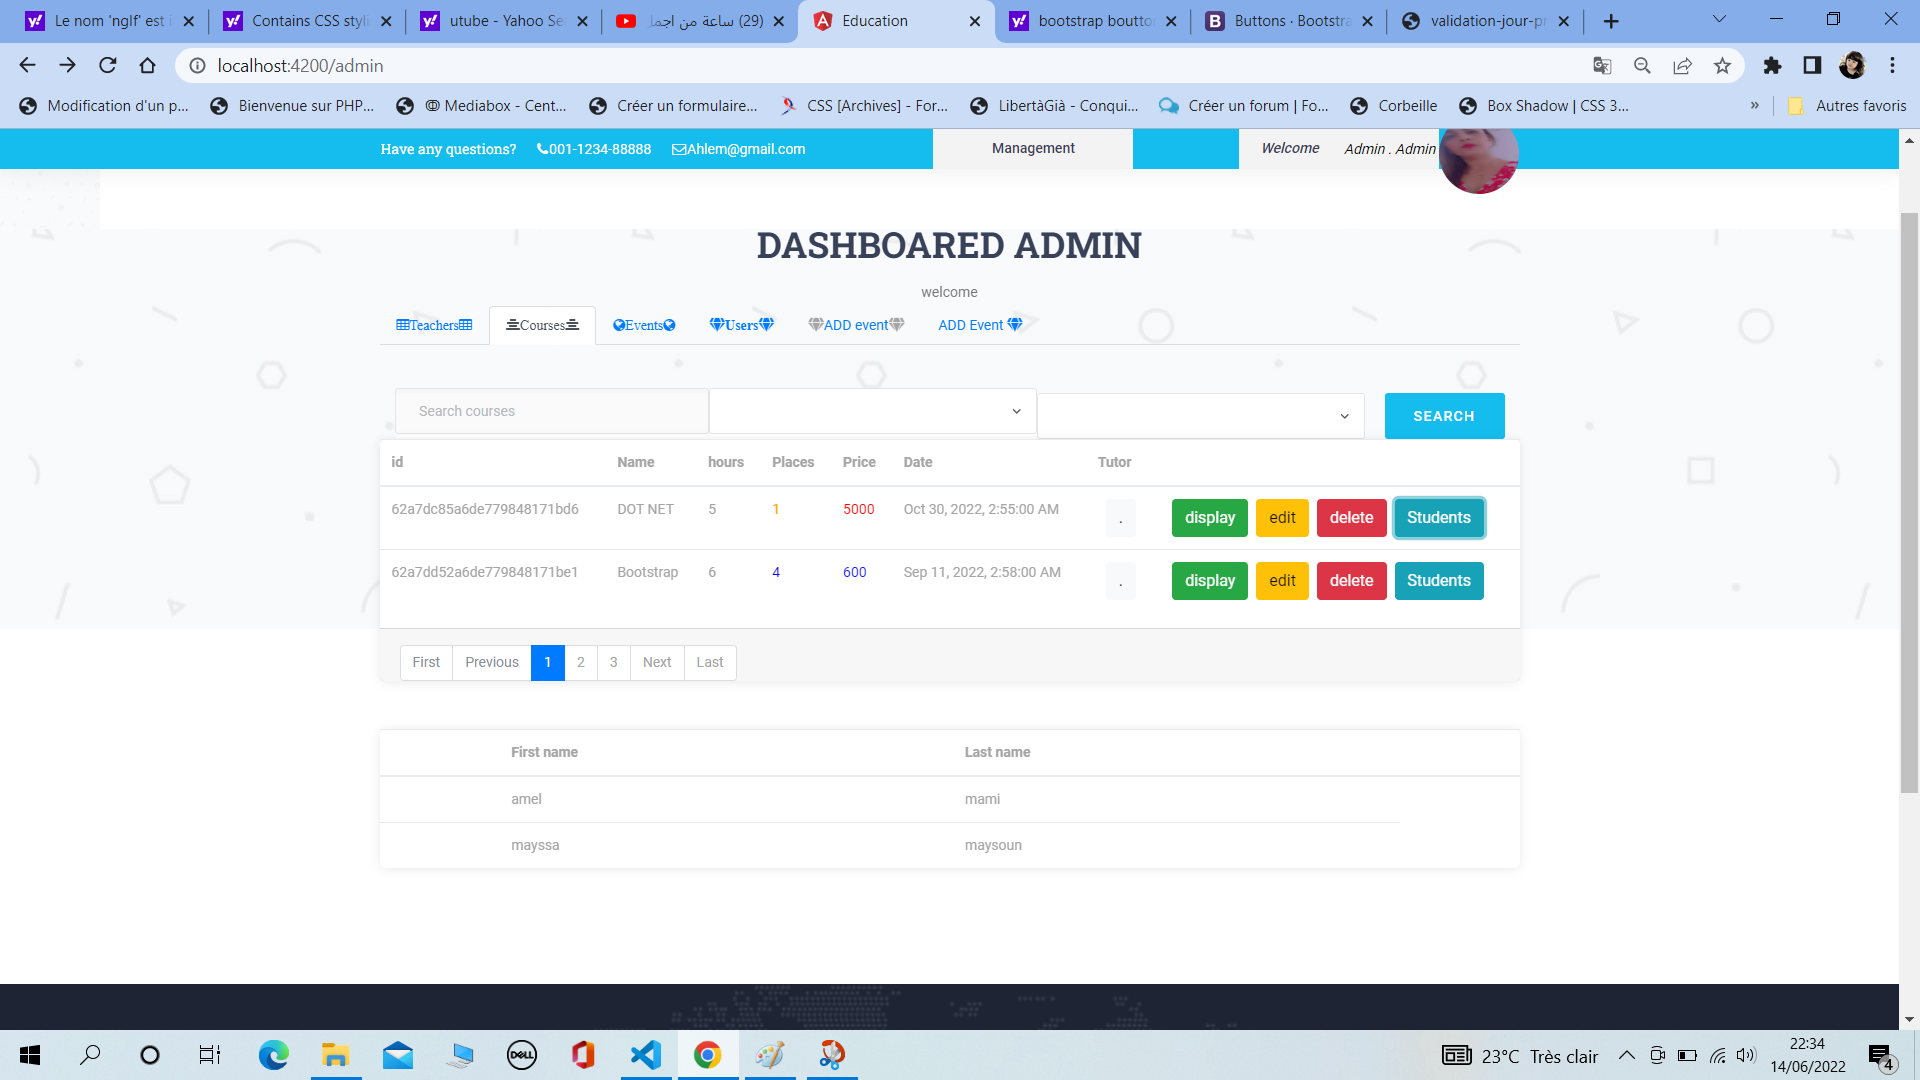 Le nom 'ngIf' est i
Contains CSS styli
utube - Yahoo Sea
(29) ساعة من اجمل
Education
bootstrap boutton
Buttons · Bootstra
validation-jour-pr
localhost:4200/admin
Modification d'un p...
Bienvenue sur PHP...
Mediabox - Cent...
Créer un formulaire...
CSS [Archives] - For...
LibertàGià - Conqui...
Créer un forum | Fo...
Corbeille
Box Shadow | CSS 3...
»
Autres favoris
Have any questions? 001-1234-88888 Ahlem@gmail.com
Management
Welcome Admin . Admin
DASHBOARED ADMIN
welcome
Teachers Courses Events Users ADD event ADD Event
Search courses
SEARCH
id Name hours Places Price Date Tutor
62a7dc85a6de779848171bd6 DOT NET 5 1 5000 Oct 30, 2022, 2:55:00 AM . display edit delete Students
62a7dd52a6de779848171be1 Bootstrap 6 4 600 Sep 11, 2022, 2:58:00 AM . display edit delete Students
First Previous 1 2 3 Next Last
First name Last name
amel mami
mayssa maysoun
DELL
23°C Très clair
22:34
14/06/2022
4